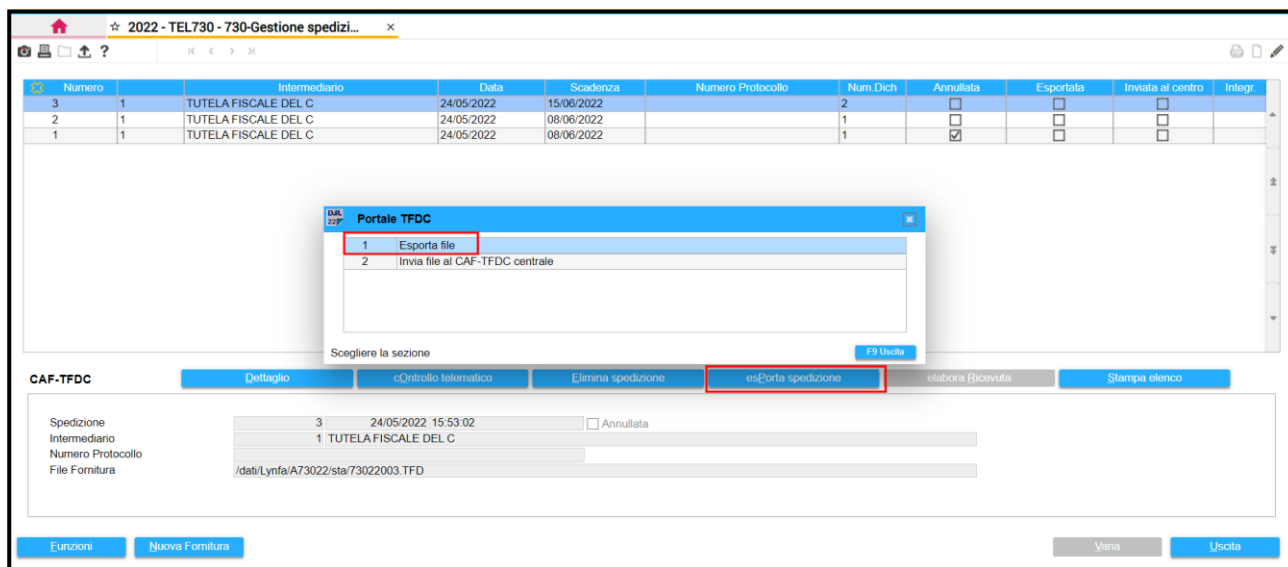 ☆ 2022 - TEL730 - 730-Gestione spedizi... ×
?
Numero Intermediario Data Scadenza Numero Protocollo Num.Dich Annullata Esportata Inviata al centro Integr.
3 1 TUTELA FISCALE DEL C 24/05/2022 15/06/2022 2
2 1 TUTELA FISCALE DEL C 24/05/2022 08/06/2022 1
1 1 TUTELA FISCALE DEL C 24/05/2022 08/06/2022 1
D.R. 22 Portale TFDC
1 Esporta file
2 Invia file al CAF-TFDC centrale
Scegliere la sezione F9 Uscita
CAF-TFDC Dettaglio cOntrollo telematico Elimina spedizione esPorta spedizione elabora Ricevuta Stampa elenco
Spedizione 3 24/05/2022 15:53:02 Annullata
Intermediario 1 TUTELA FISCALE DEL C
Numero Protocollo
File Fornitura /dati/Lynfa/A73022/sta/73022003.TFD
Funzioni Nuova Fornitura Varia Uscita